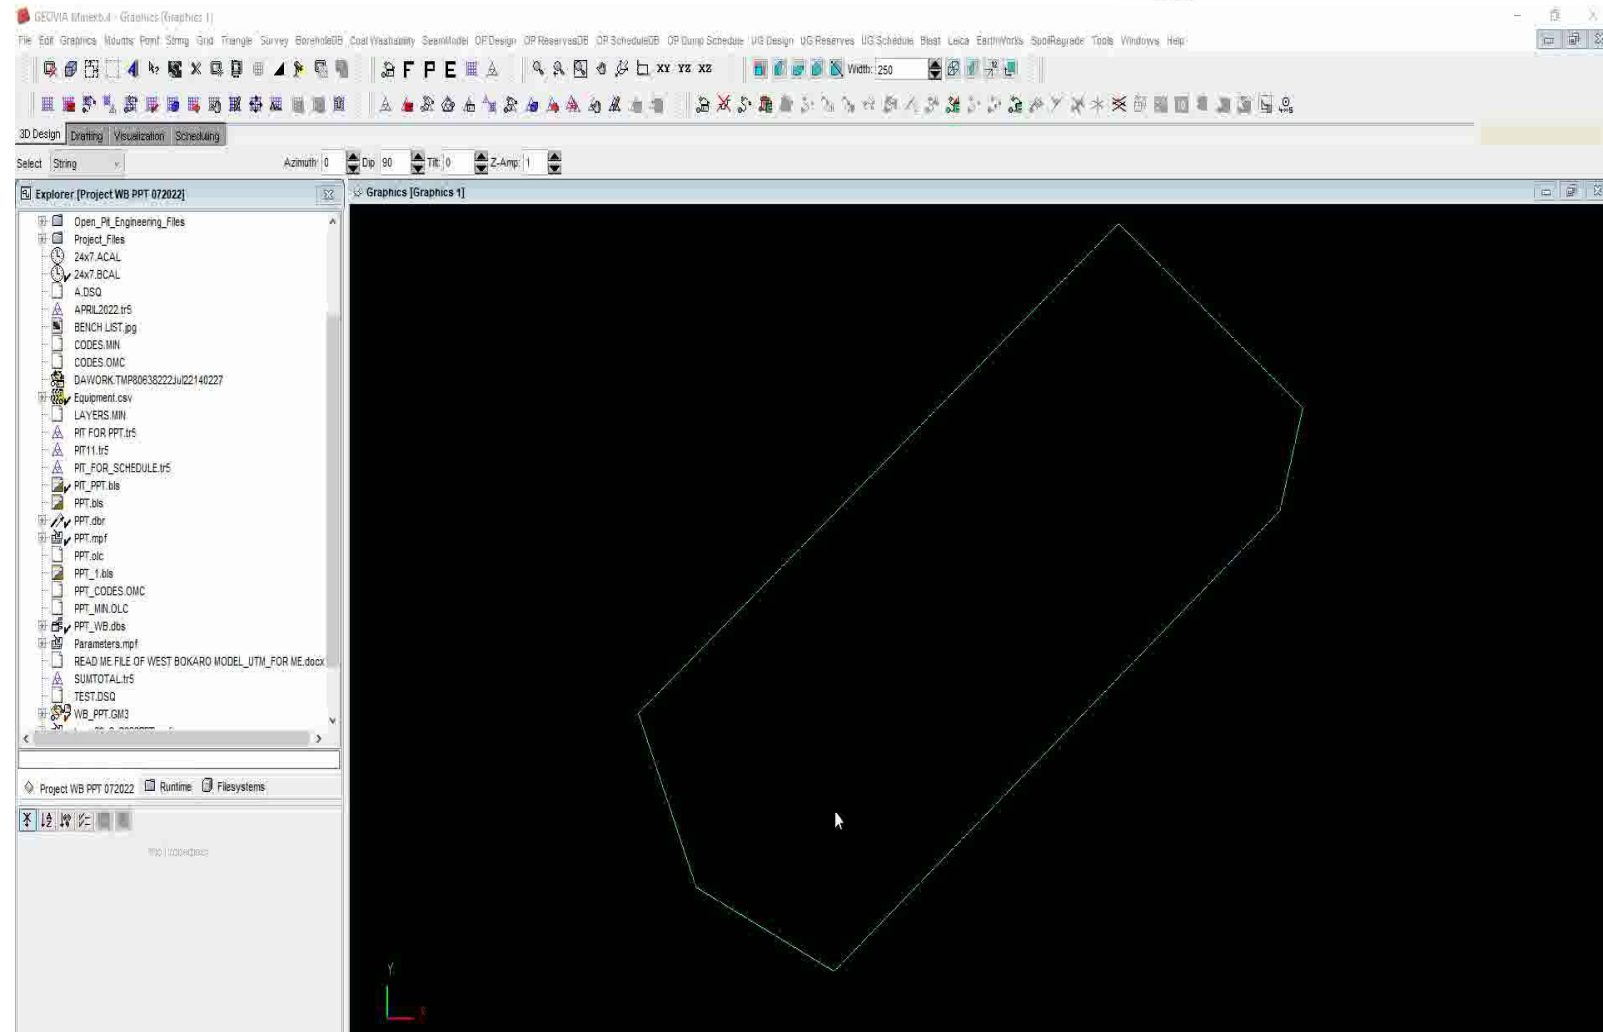 GEOVIA Minex6.4 - Graphics [Graphics 1]
File Edit Graphics Mounts Point String Grid Triangle Survey BoreholeDB Coal Washability SeamModel OP Design OP ReservesDB OP ScheduleDB OP Dump Schedule UG Design UG Reserves UG Schedule Blast Leica EarthWorks SpoilRegrade Tools Windows Help
F P E XY YZ XZ Width: 250
3D Design Drafting Visualization Scheduling
Select String Azimuth 0 Dip 90 Tilt 0 Z-Amp: 1
Explorer [Project WB PPT 072022]
Graphics [Graphics 1]
Open_Pit_Engineering_Files
Project_Files
24x7.ACAL
24x7.BCAL
A.DSQ
APRIL2022.tr5
BENCH LIST.jpg
CODES.MIN
CODES.OMC
DAWORK.TMP80638222Jul22140227
Equipment.csv
LAYERS.MIN
PIT FOR PPT.tr5
PIT11.tr5
PIT_FOR_SCHEDULE.tr5
PIT_PPT.bls
PPT.bls
PPT.dbr
PPT.mpf
PPT.olc
PPT_1.bls
PPT_CODES.OMC
PPT_MIN.OLC
PPT_WB.dbs
Parameters.mpf
READ ME FILE OF WEST BOKARO MODEL_UTM_FOR ME.docx
SUMTOTAL.tr5
TEST.DSQ
WB_PPT.GM3
Project WB PPT 072022 Runtime Filesystems
Y
X